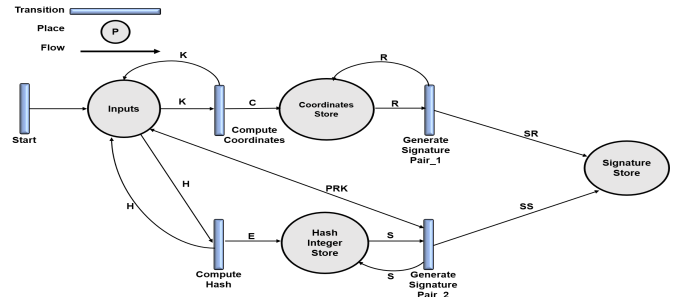 Transition
Place
P
Flow
K
R
K
C
R
Inputs
Coordinates
Store
Start
Compute
Coordinates
Generate
Signature
Pair_1
SR
Signature
Store
PRK
SS
H
H
E
Hash
Integer
Store
S
S
Compute
Hash
Generate
Signature
Pair_2